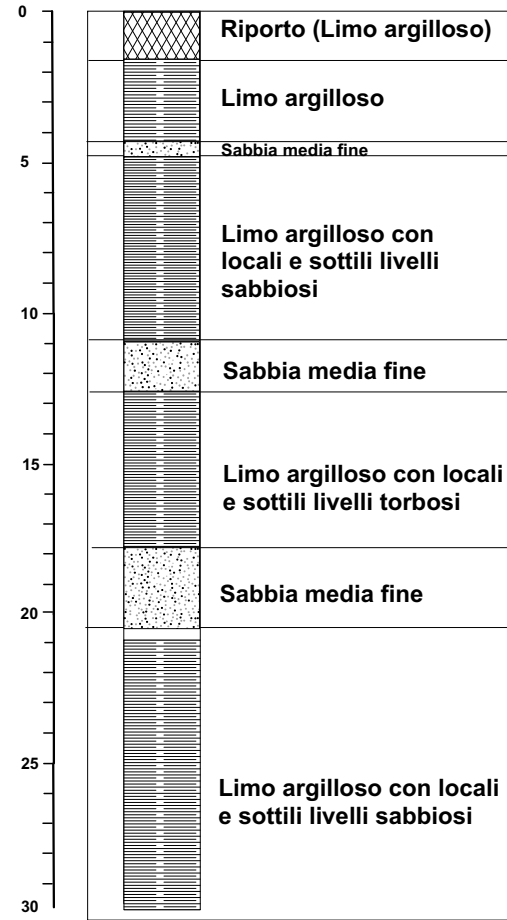 0
Riporto (Limo argilloso)
Limo argilloso
Sabbia media fine
5
Limo argilloso con
locali e sottili livelli
sabbiosi
10
Sabbia media fine
15
Limo argilloso con locali
e sottili livelli torbosi
Sabbia media fine
20
25
Limo argilloso con locali
e sottili livelli sabbiosi
30